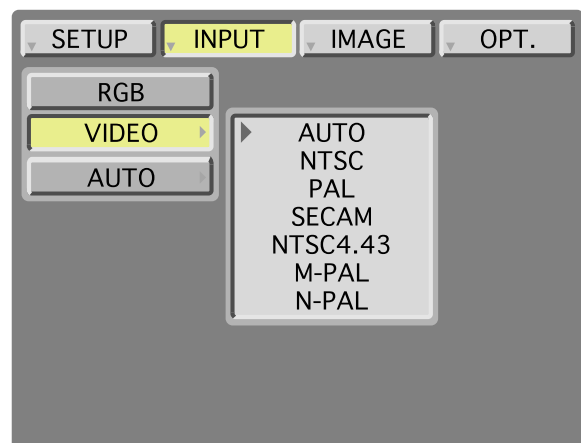 SETUP INPUT IMAGE OPT.
RGB
VIDEO
AUTO
AUTO
NTSC
PAL
SECAM
NTSC4.43
M-PAL
N-PAL